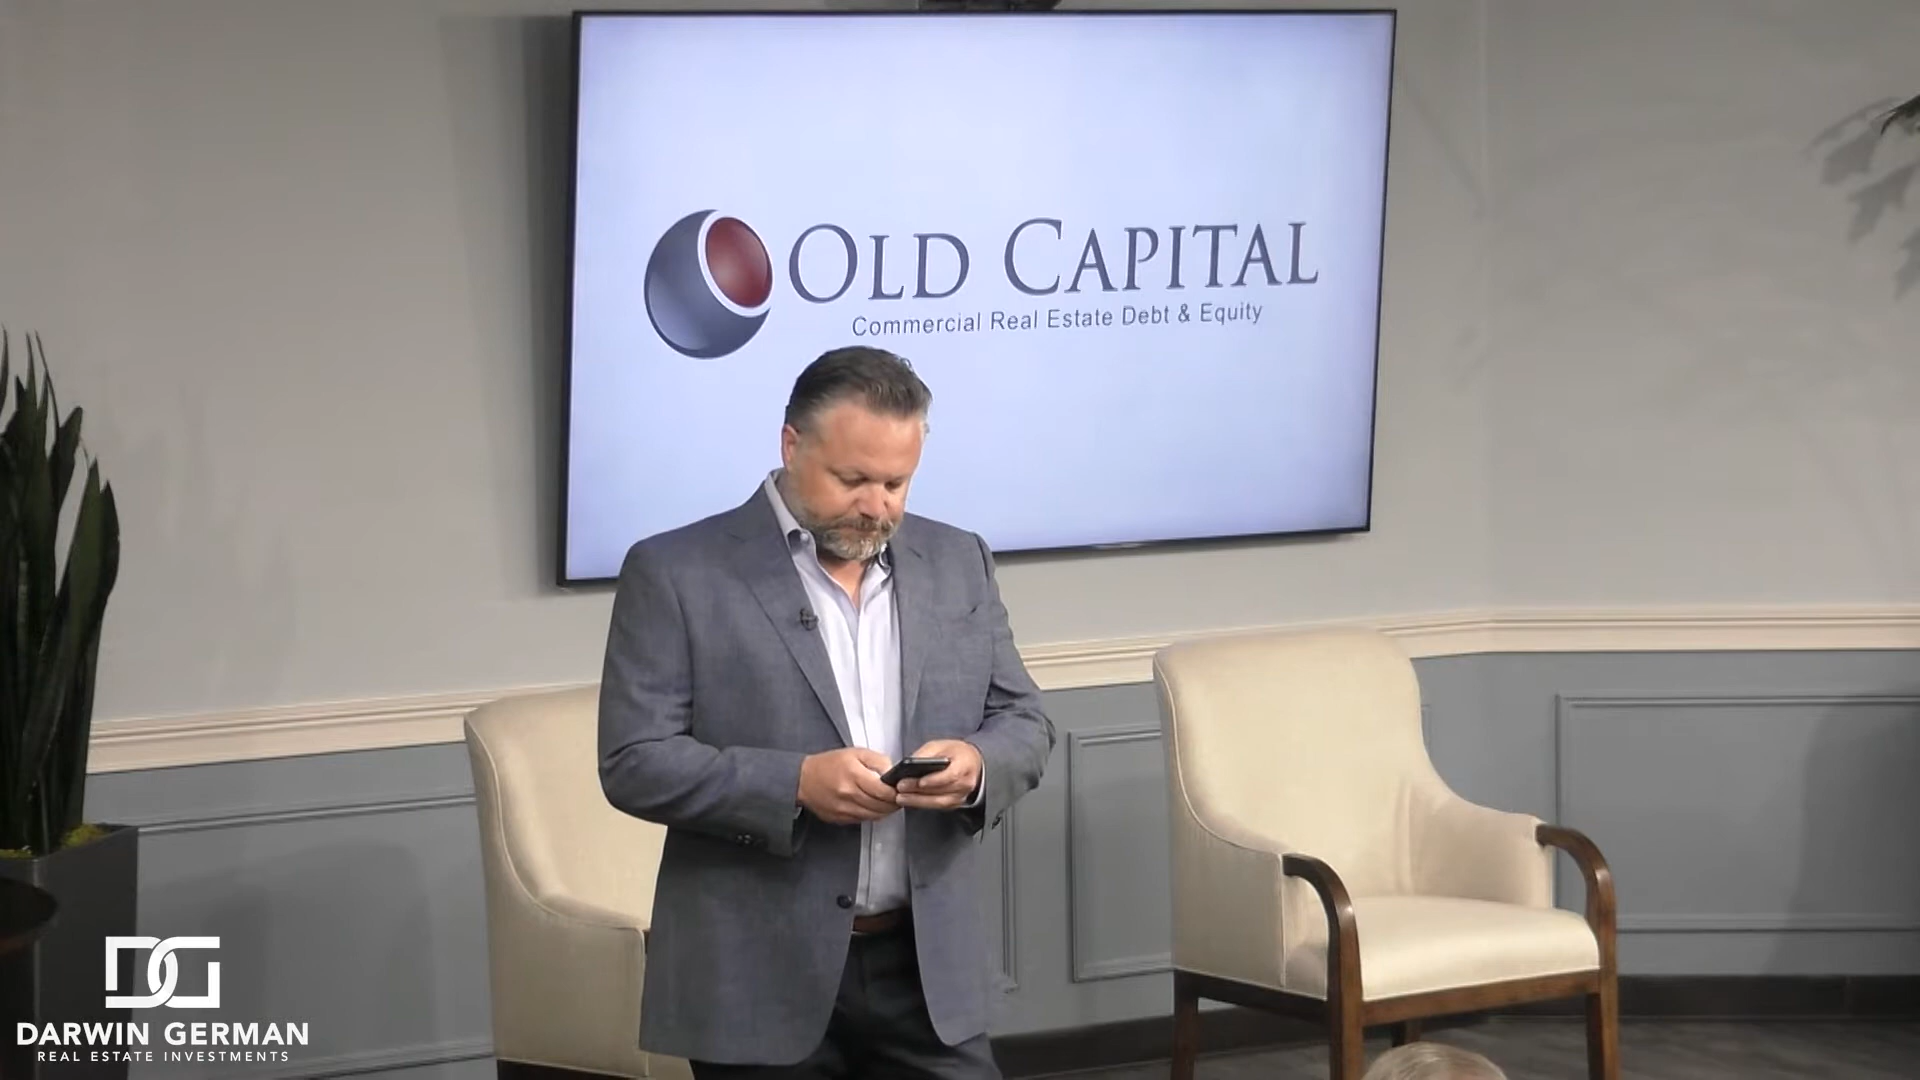 OLD CAPITAL
Commercial Real Estate Debt & Equity
DG
DARWIN GERMAN
REAL ESTATE INVESTMENTS